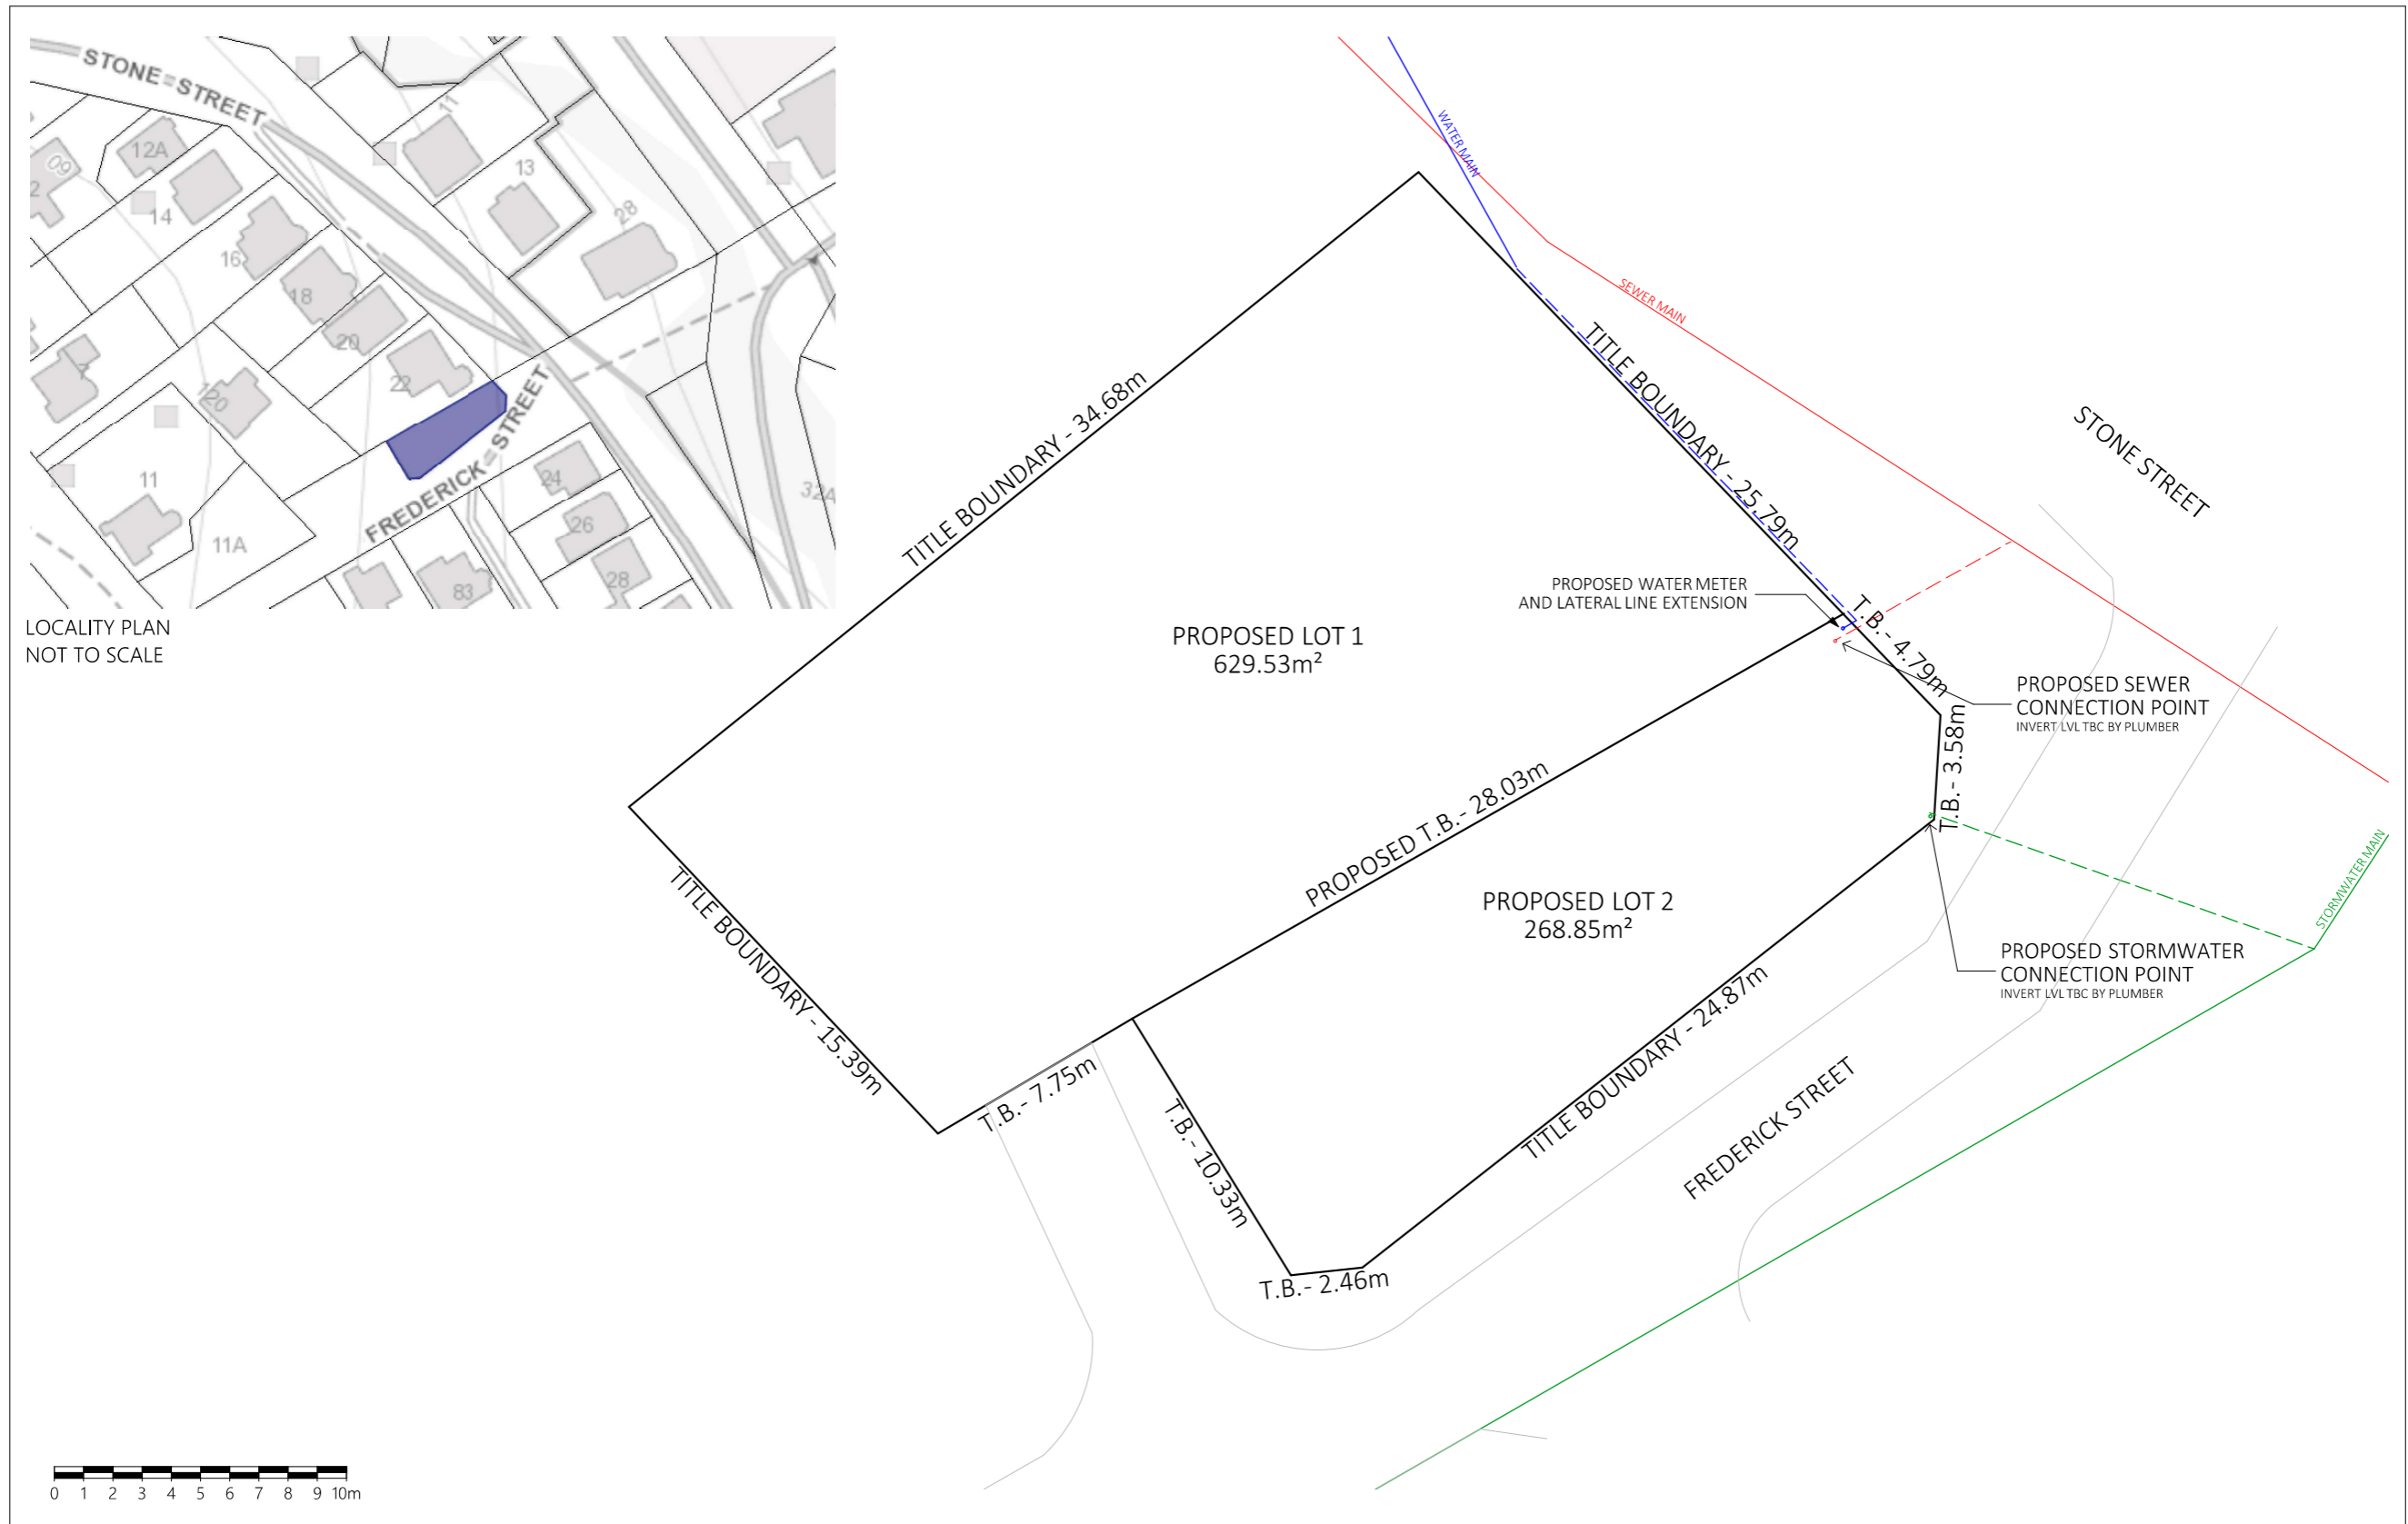 STONE STREET
12A
09
11
13
2
14
28
16
18
20
22
7
120
11
11A
FREDERICK STREET
24
26
28
83
32A
LOCALITY PLAN
NOT TO SCALE
WATER MAIN
SEWER MAIN
TITLE BOUNDARY - 34.68m
TITLE BOUNDARY - 25.79m
STONE STREET
PROPOSED WATER METER
AND LATERAL LINE EXTENSION
T.B.- 4.79m
PROPOSED LOT 1
629.53m²
PROPOSED SEWER
CONNECTION POINT
INVERT LVL TBC BY PLUMBER
T.B.- 3.58m
PROPOSED T.B.- 28.03m
STORMWATER MAIN
TITLE BOUNDARY - 15.39m
PROPOSED LOT 2
268.85m²
PROPOSED STORMWATER
CONNECTION POINT
INVERT LVL TBC BY PLUMBER
T.B.- 7.75m
T.B.- 10.33m
TITLE BOUNDARY - 24.87m
FREDERICK STREET
T.B.- 2.46m
0 1 2 3 4 5 6 7 8 9 10m